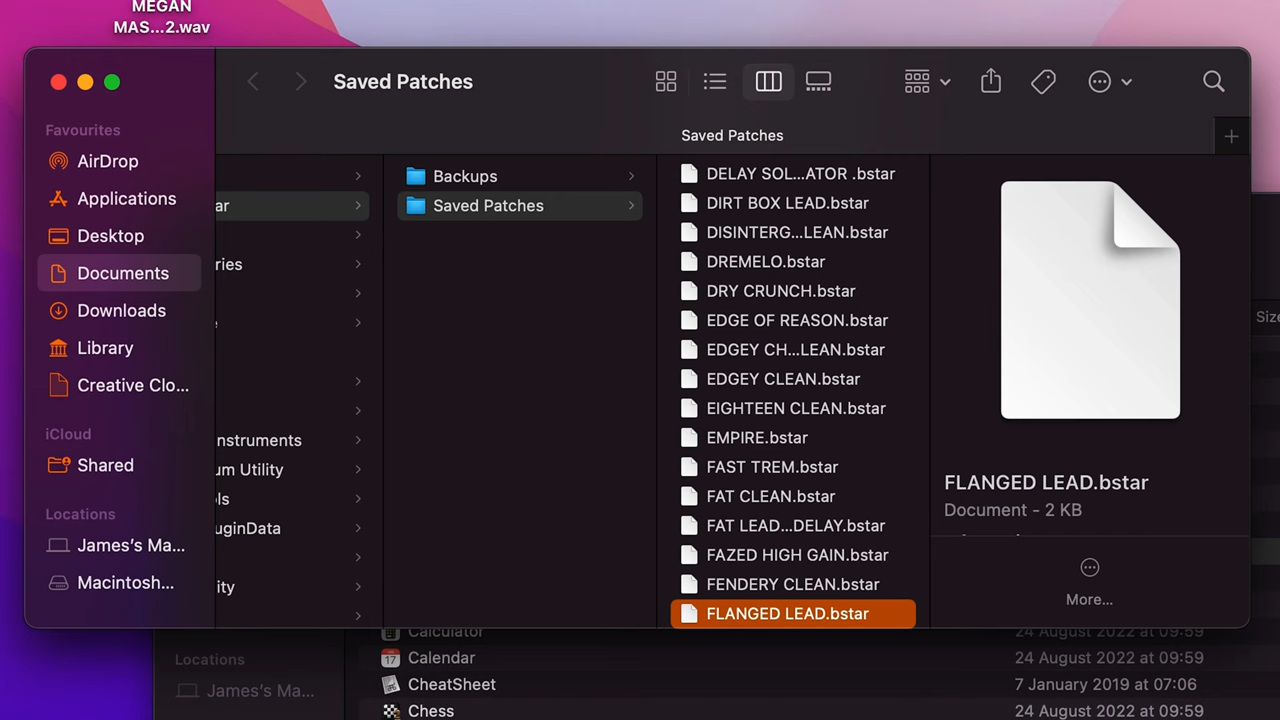 MEGAN
MAS...2.wav
Saved Patches
Saved Patches
Favourites
AirDrop
Applications
Desktop
Documents
Downloads
Library
Creative Clo...
iCloud
Shared
Locations
James's Ma...
Macintosh...
ar
ries
nstruments
um Utility
ols
uginData
ity
Backups
Saved Patches
DELAY SOL...ATOR .bstar
DIRT BOX LEAD.bstar
DISINTERG...LEAN.bstar
DREMELO.bstar
DRY CRUNCH.bstar
EDGE OF REASON.bstar
EDGEY CH...LEAN.bstar
EDGEY CLEAN.bstar
EIGHTEEN CLEAN.bstar
EMPIRE.bstar
FAST TREM.bstar
FAT CLEAN.bstar
FAT LEAD...DELAY.bstar
FAZED HIGH GAIN.bstar
FENDERY CLEAN.bstar
FLANGED LEAD.bstar
FLANGED LEAD.bstar
Document - 2 KB
More...
Size
Locations
James's Ma...
Calculator 24 August 2022 at 09:59
17
Calendar 24 August 2022 at 09:59
CheatSheet 7 January 2019 at 07:06
Chess 24 August 2022 at 09:59